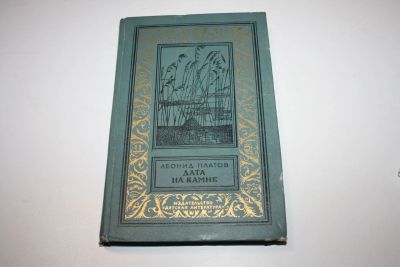 ЛЕОНИД ПЛАТОВ
ДАТА
НА КАМНЕ
ИЗДАТЕЛЬСТВО
"ДЕТСКАЯ ЛИТЕРАТУРА"